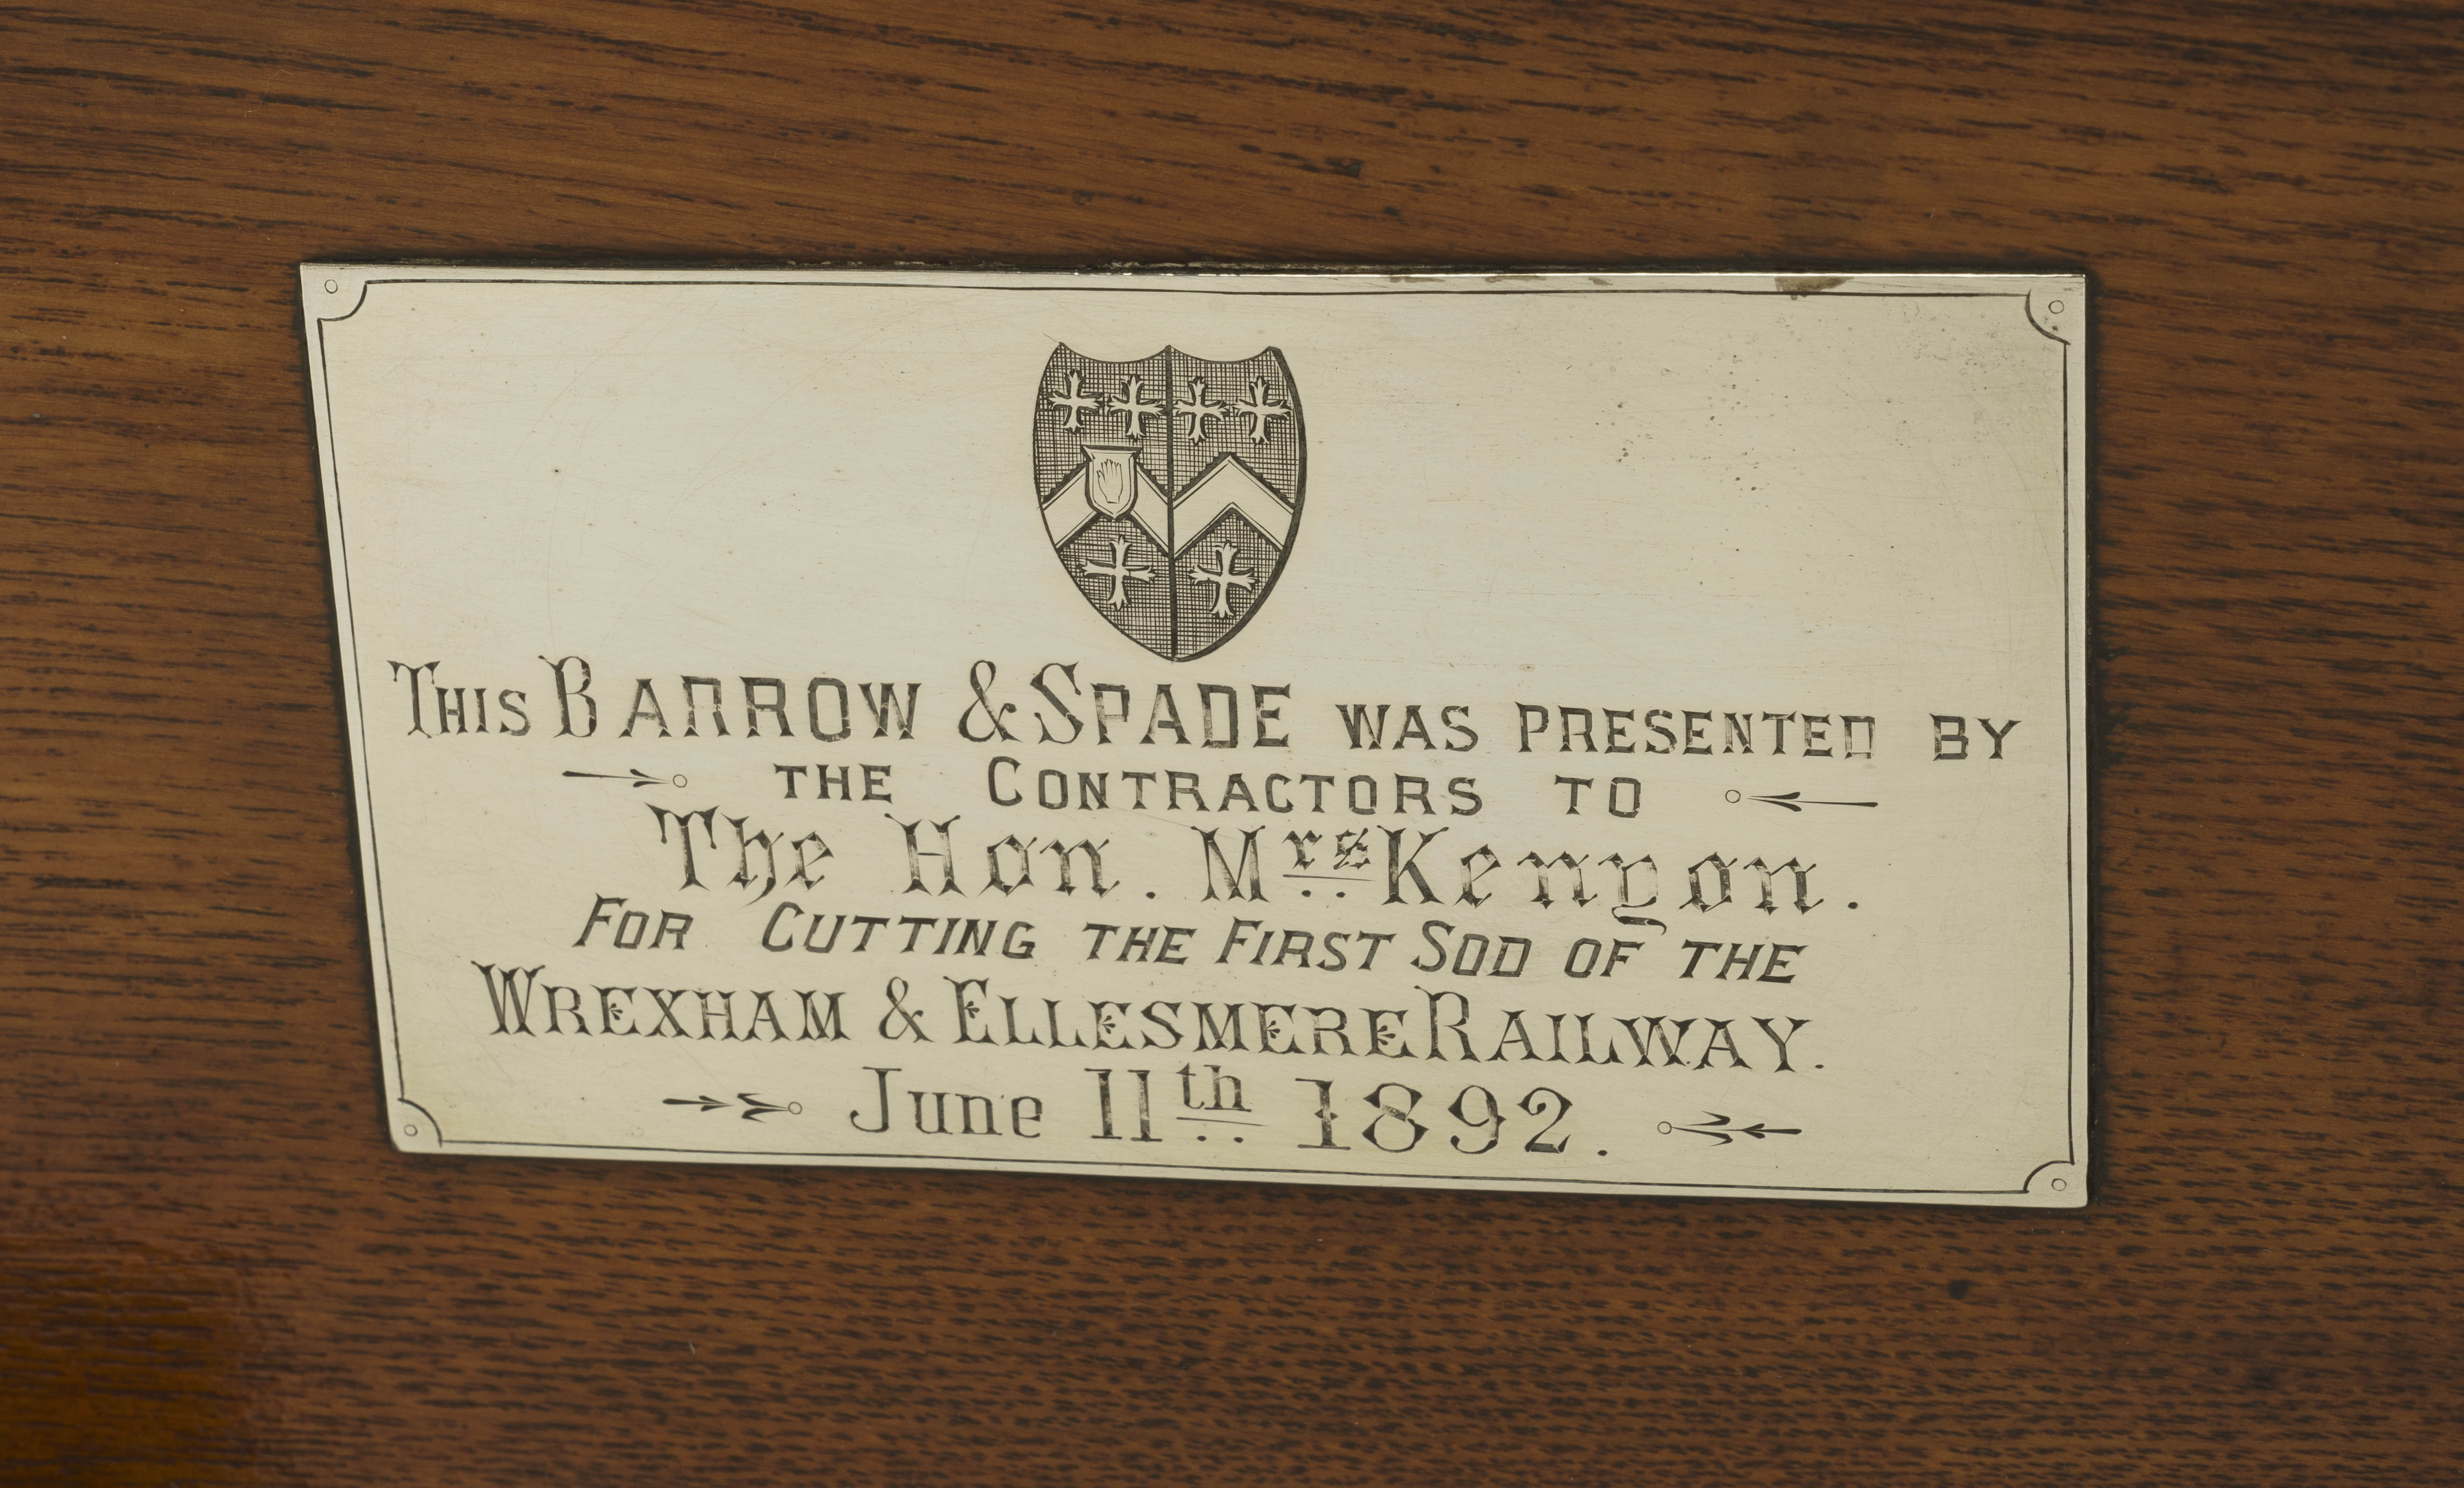 THIS BARROW & SPADE WAS PRESENTED BY
THE CONTRACTORS TO
The Hon. Mrs Kenyon.
FOR CUTTING THE FIRST SOD OF THE
WREXHAM & ELLESMERE RAILWAY.
June 11th 1892.